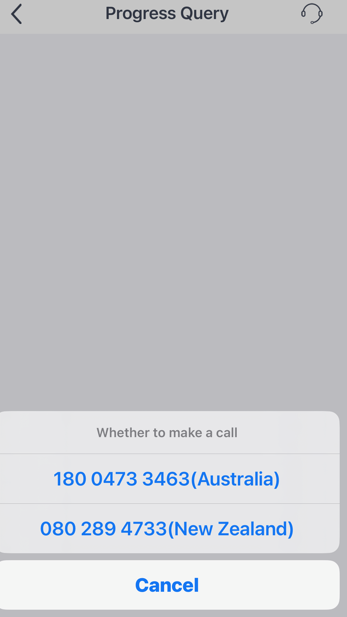 Progress Query
Whether to make a call
180 0473 3463(Australia)
080 289 4733(New Zealand)
Cancel